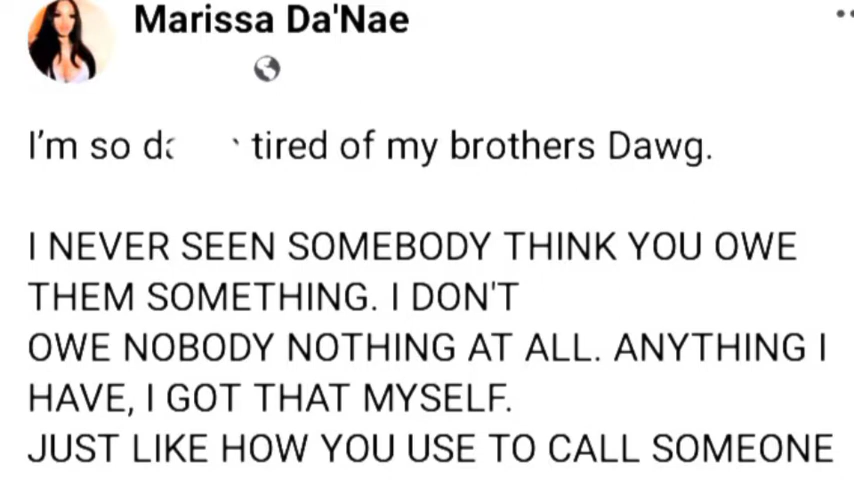 Marissa Da'Nae
I'm so tired of my brothers Dawg.
I NEVER SEEN SOMEBODY THINK YOU OWE
THEM SOMETHING. I DON'T
OWE NOBODY NOTHING AT ALL. ANYTHING I
HAVE, I GOT THAT MYSELF.
JUST LIKE HOW YOU USE TO CALL SOMEONE